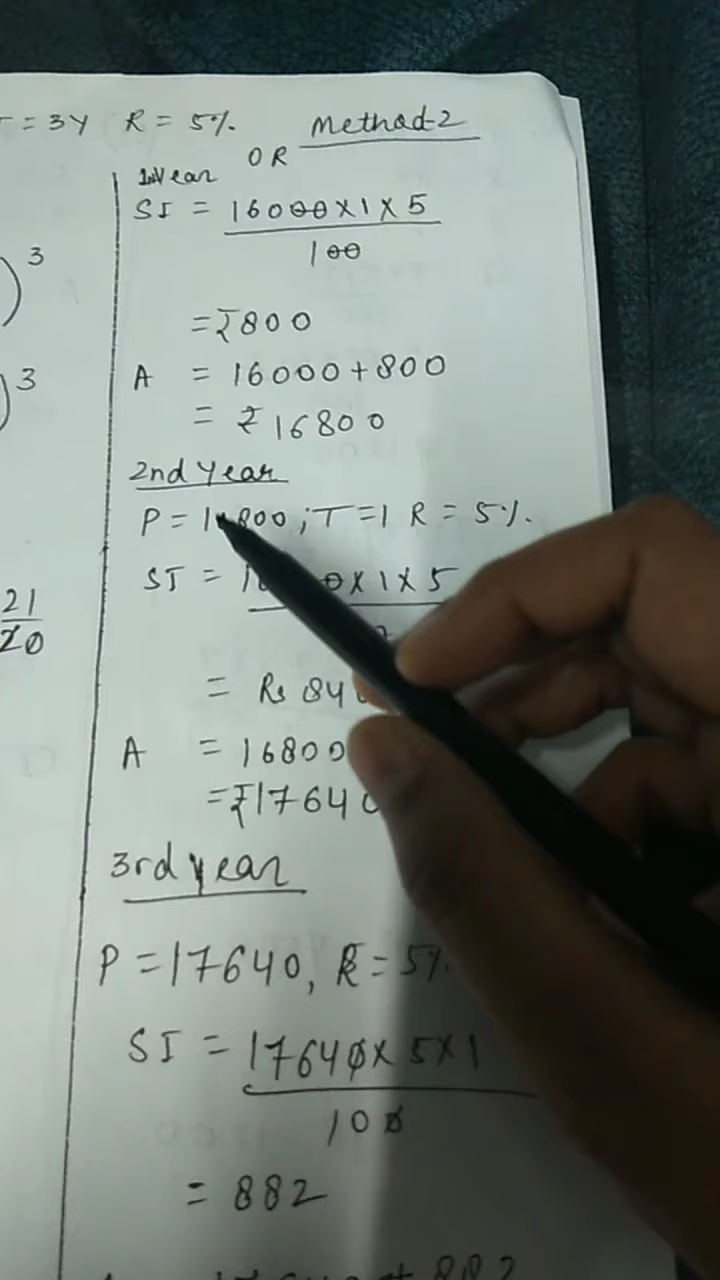 = 3Y R = 5%. Method-2
OR
1st Year
SI = 16000 X 1 X 5
100
= ₹800
A = 16000 + 800
= ₹16800
2nd Year
P = 1 800 ; T = 1 R = 5%.
SI = X 1 X 5
= Rs 84
A = 16800
= ₹1764
3rd year
P = 17640, R = 5%.
SI = 17640 X 5 X 1
100
= 882
882
3
3
21
20